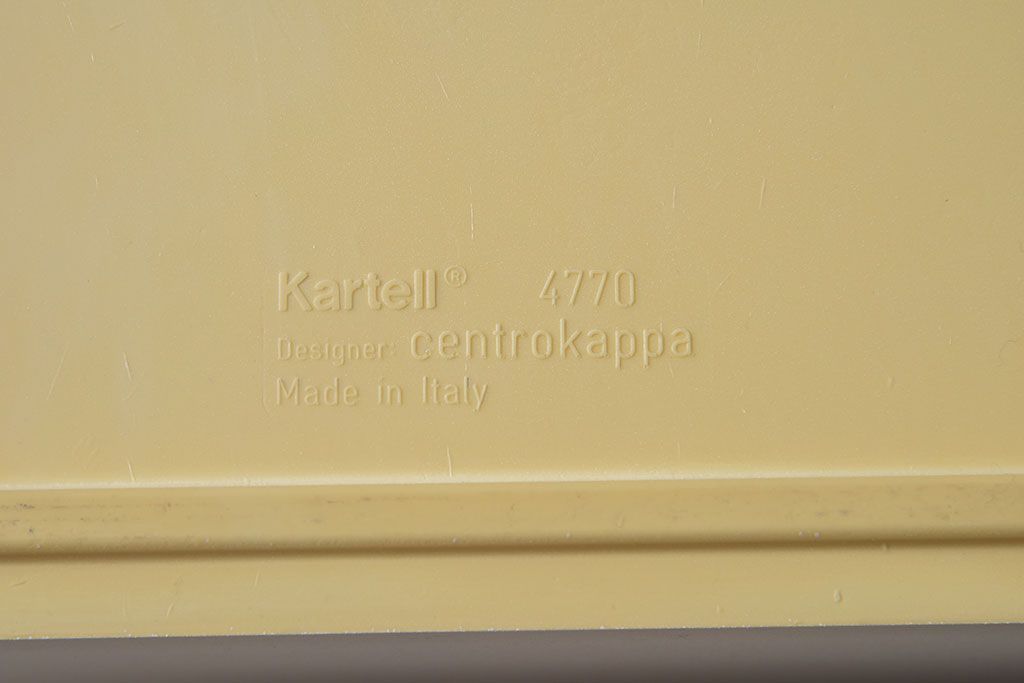 Kartell® 4770
Designer: centrokappa
Made in Italy